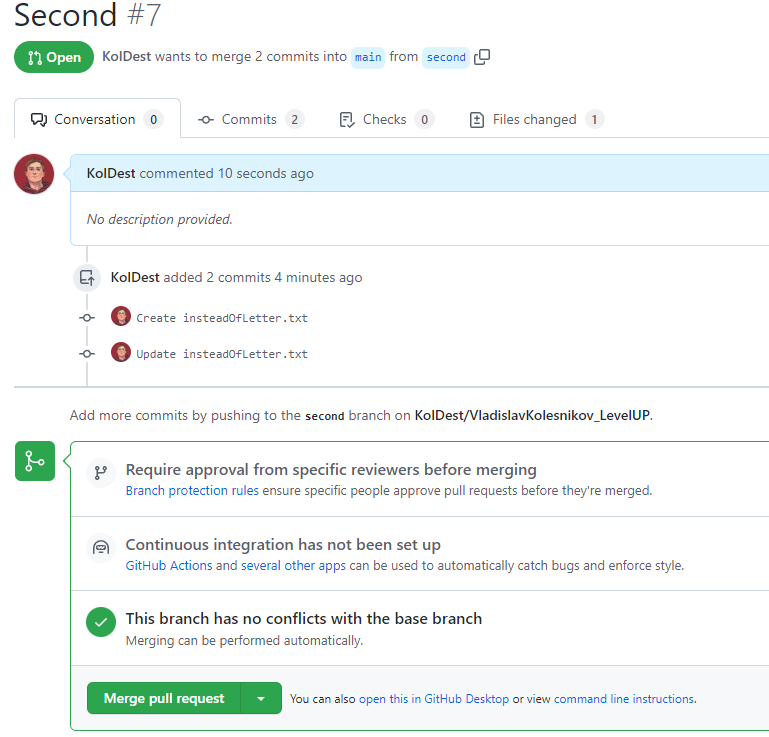 Second #7
Open KolDest wants to merge 2 commits into main from second
Conversation 0 Commits 2 Checks 0 Files changed 1
KolDest commented 10 seconds ago
No description provided.
KolDest added 2 commits 4 minutes ago
Create insteadOfLetter.txt
Update insteadOfLetter.txt
Add more commits by pushing to the second branch on KolDest/VladislavKolesnikov_LevelUP.
Require approval from specific reviewers before merging
Branch protection rules ensure specific people approve pull requests before they're merged.
Continuous integration has not been set up
GitHub Actions and several other apps can be used to automatically catch bugs and enforce style.
This branch has no conflicts with the base branch
Merging can be performed automatically.
Merge pull request You can also open this in GitHub Desktop or view command line instructions.